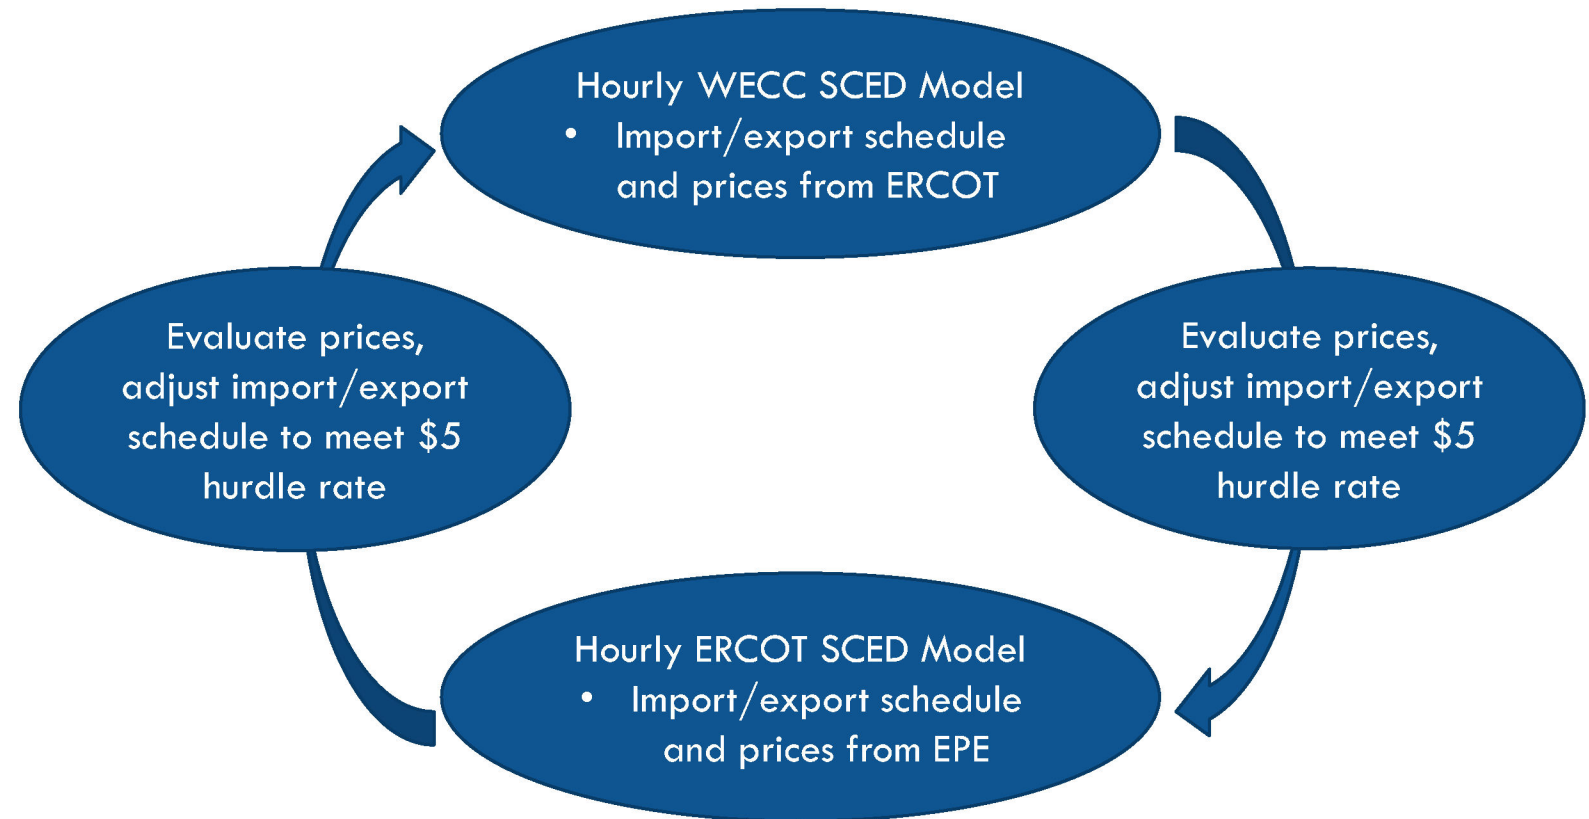 Hourly WECC SCED Model
• Import/export schedule
and prices from ERCOT
Evaluate prices,
adjust import/export
schedule to meet $5
hurdle rate
Evaluate prices,
adjust import/export
schedule to meet $5
hurdle rate
Hourly ERCOT SCED Model
• Import/export schedule
and prices from EPE